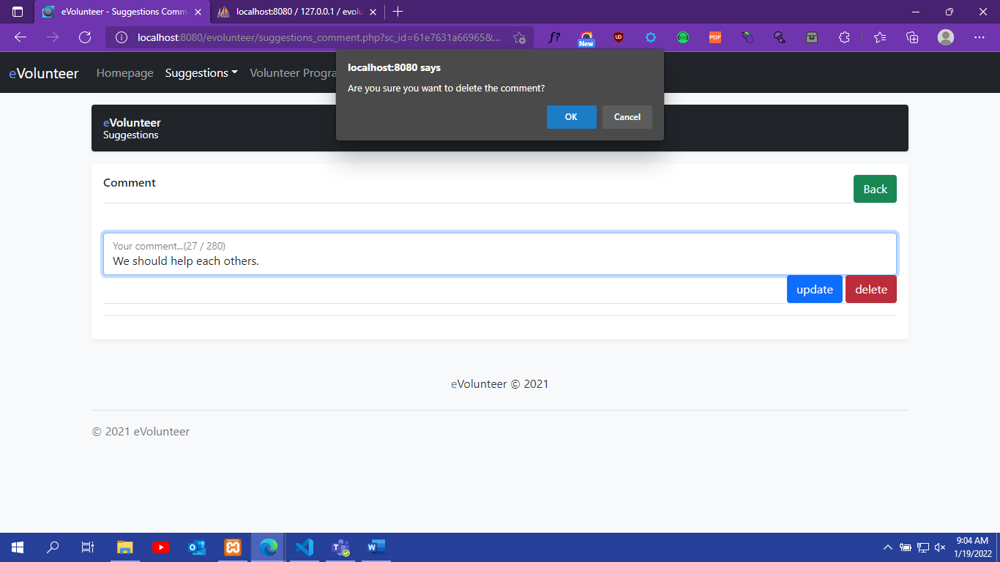 eVolunteer - Suggestions Comm
localhost:8080 / 127.0.0.1 / evolu
localhost:8080/evolunteer/suggestions_comment.php?sc_id=61e7631a66965&...
f?
New
UD
PDF
eVolunteer
Homepage
Suggestions
Volunteer Progra
localhost:8080 says
Are you sure you want to delete the comment?
OK
Cancel
eVolunteer
Suggestions
Comment
Back
Your comment...(27 / 280)
We should help each others.
update
delete
eVolunteer © 2021
© 2021 eVolunteer
9:04 AM
1/19/2022